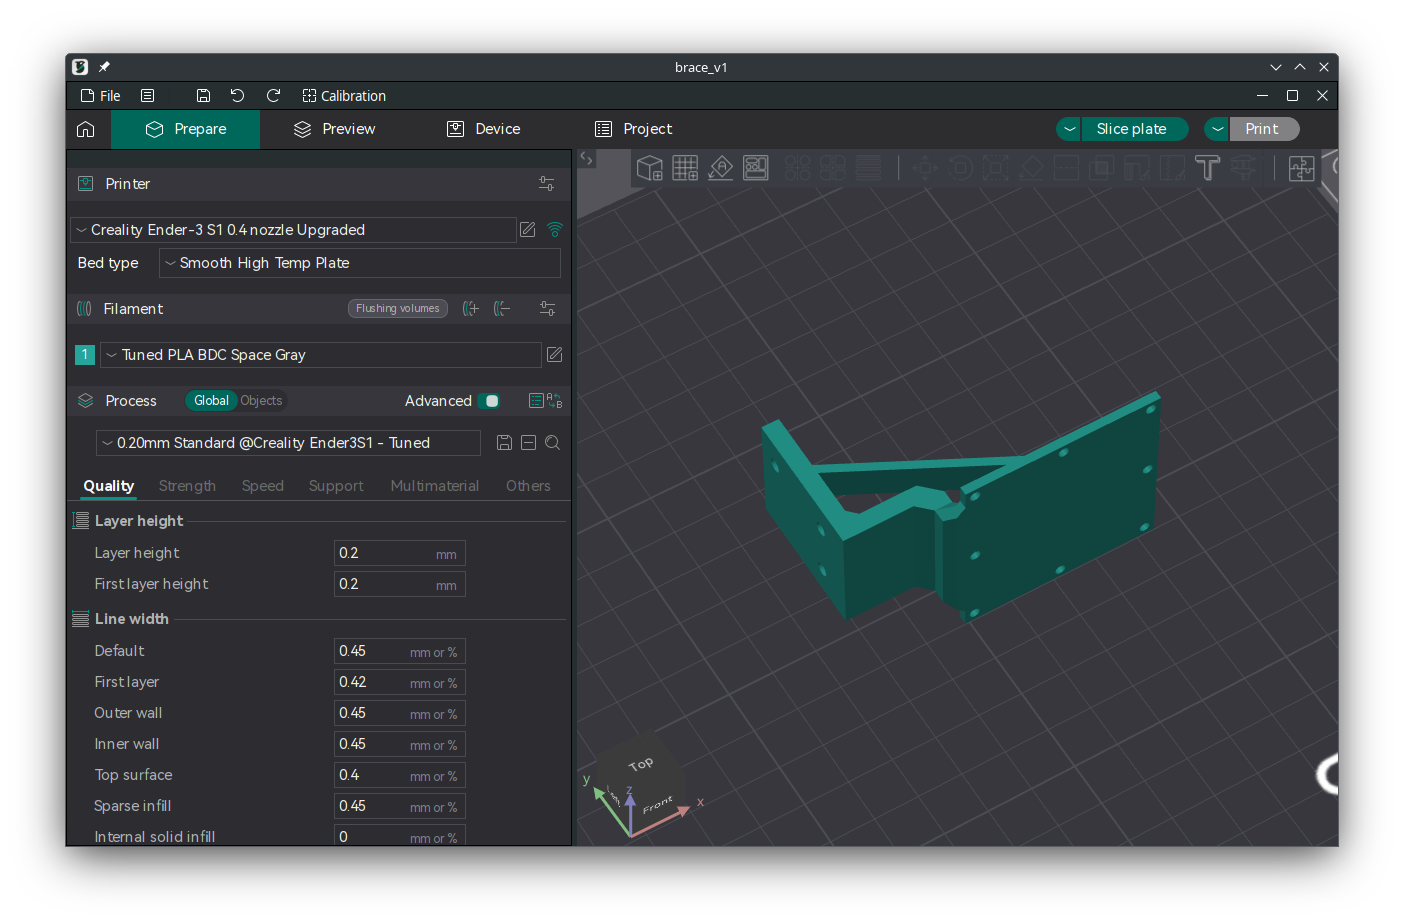 brace_v1
File
Calibration
Prepare
Preview
Device
Project
Slice plate
Print
Printer
Creality Ender-3 S1 0.4 nozzle Upgraded
Bed type
Smooth High Temp Plate
Filament
Flushing volumes
1
Tuned PLA BDC Space Gray
Process
Global
Objects
Advanced
0.20mm Standard @Creality Ender3S1 - Tuned
Quality
Strength
Speed
Support
Multimaterial
Others
Layer height
Layer height 0.2 mm
First layer height 0.2 mm
Line width
Default 0.45 mm or %
First layer 0.42 mm or %
Outer wall 0.45 mm or %
Inner wall 0.45 mm or %
Top surface 0.4 mm or %
Sparse infill 0.45 mm or %
Internal solid infill 0 mm or %
Top
Front
y
z
x